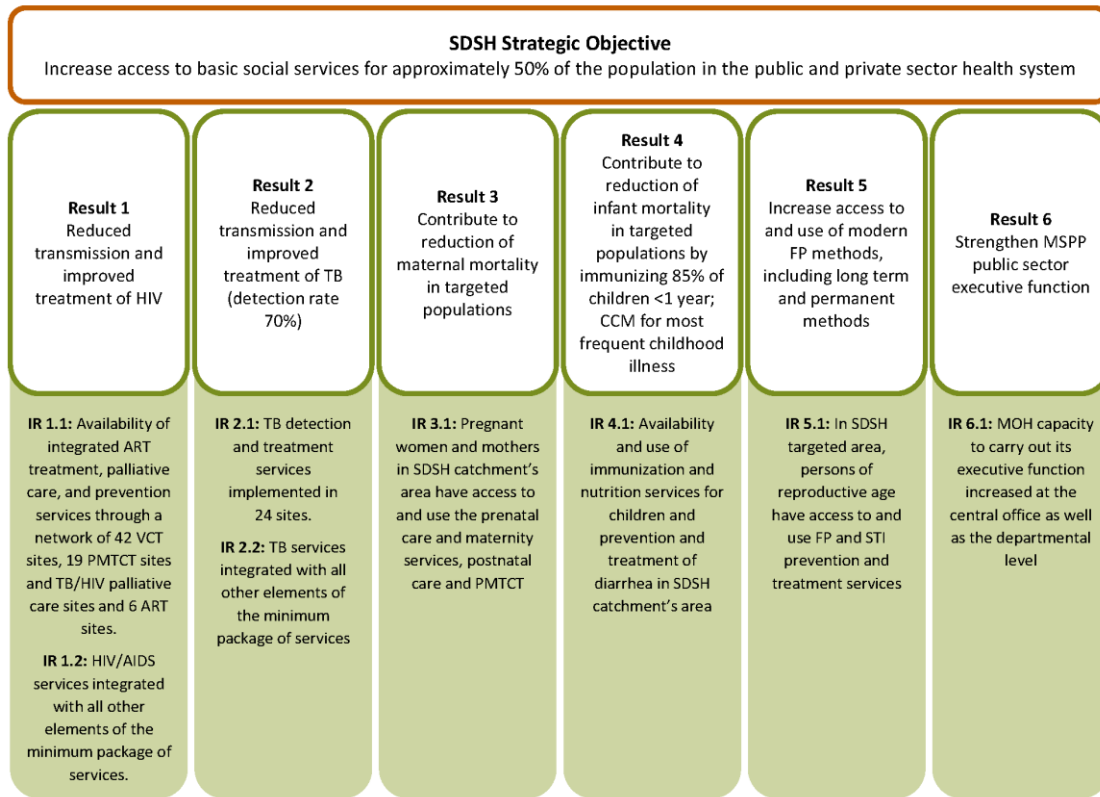 SDSH Strategic Objective
Increase access to basic social services for approximately 50% of the population in the public and private sector health system
Result 1
Reduced
transmission and
improved
treatment of HIV
Result 2
Reduced
transmission and
improved
treatment of TB
(detection rate
70%)
Result 3
Contribute to
reduction of
maternal mortality
in targeted
populations
Result 4
Contribute to
reduction of
infant mortality
in targeted
populations by
immunizing 85% of
children <1 year;
CCM for most
frequent childhood
illness
Result 5
Increase access to
and use of modern
FP methods,
including long term
and permanent
methods
Result 6
Strengthen MSPP
public sector
executive function
IR 1.1: Availability of
integrated ART
treatment, palliative
care, and prevention
services through a
network of 42 VCT
sites, 19 PMTCT sites
and TB/HIV palliative
care sites and 6 ART
sites.
IR 1.2: HIV/AIDS
services integrated
with all other
elements of the
minimum package of
services.
IR 2.1: TB detection
and treatment
services
implemented in
24 sites.
IR 2.2: TB services
integrated with all
other elements of
the minimum
package of services
IR 3.1: Pregnant
women and mothers
in SDSH catchment’s
area have access to
and use the prenatal
care and maternity
services, postnatal
care and PMTCT
IR 4.1: Availability
and use of
immunization and
nutrition services for
children and
prevention and
treatment of
diarrhea in SDSH
catchment’s area
IR 5.1: In SDSH
targeted area,
persons of
reproductive age
have access to and
use FP and STI
prevention and
treatment services
IR 6.1: MOH capacity
to carry out its
executive function
increased at the
central office as well
as the departmental
level